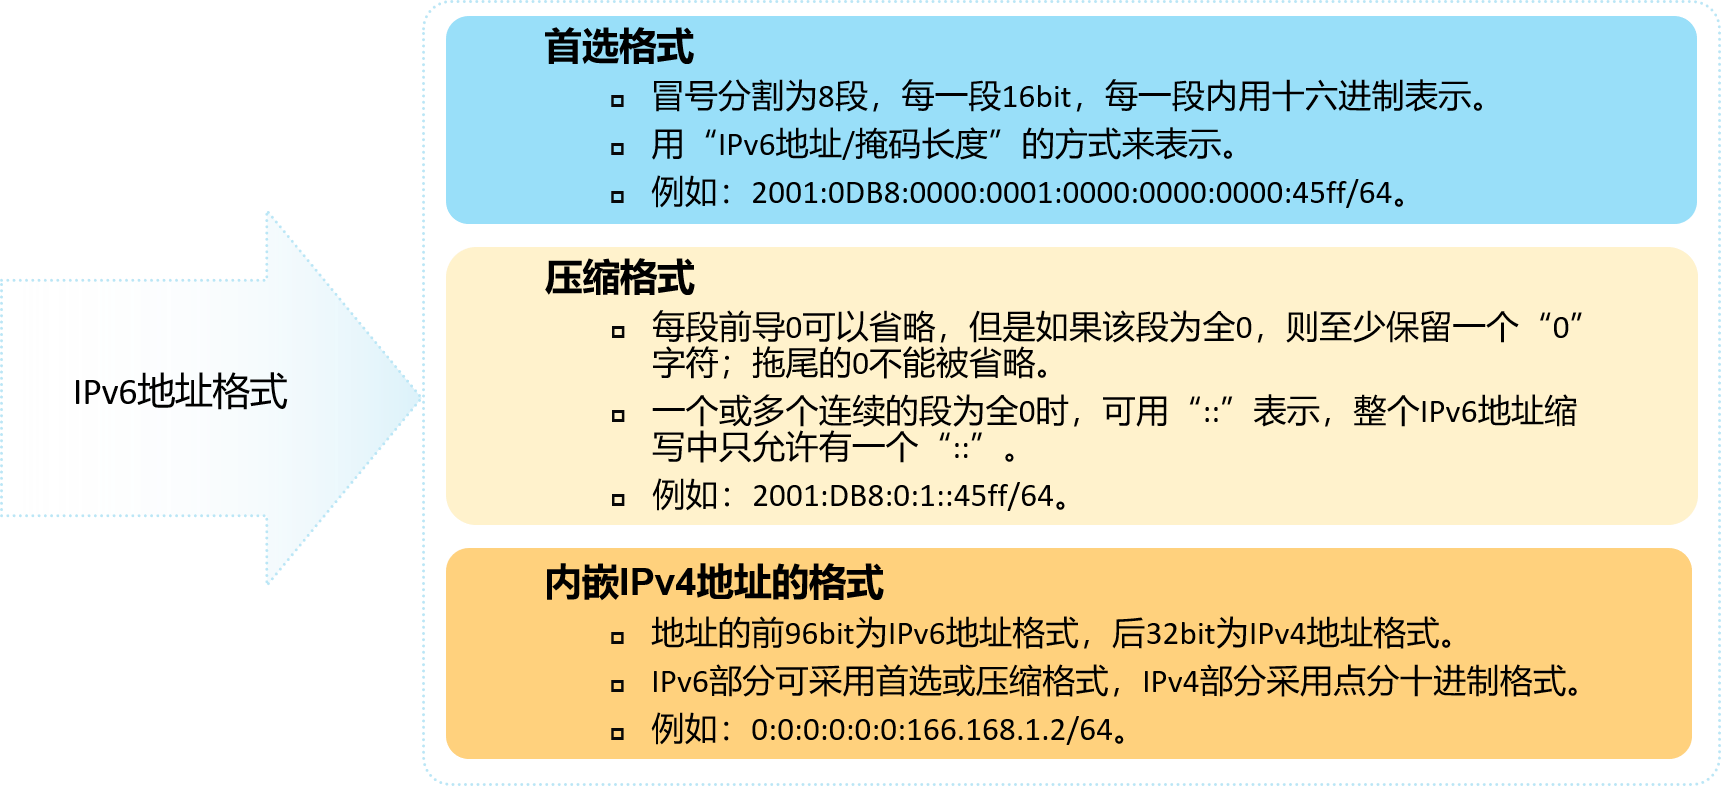 IPv6地址格式
首选格式
冒号分割为8段，每一段16bit，每一段内用十六进制表示。
用“IPv6地址/掩码长度”的方式来表示。
例如：2001:0DB8:0000:0001:0000:0000:0000:45ff/64。
压缩格式
每段前导0可以省略，但是如果该段为全0，则至少保留一个“0”
字符；拖尾的0不能被省略。
一个或多个连续的段为全0时，可用“::”表示，整个IPv6地址缩
写中只允许有一个“::”。
例如：2001:DB8:0:1::45ff/64。
内嵌IPv4地址的格式
地址的前96bit为IPv6地址格式，后32bit为IPv4地址格式。
IPv6部分可采用首选或压缩格式，IPv4部分采用点分十进制格式。
例如：0:0:0:0:0:0:166.168.1.2/64。